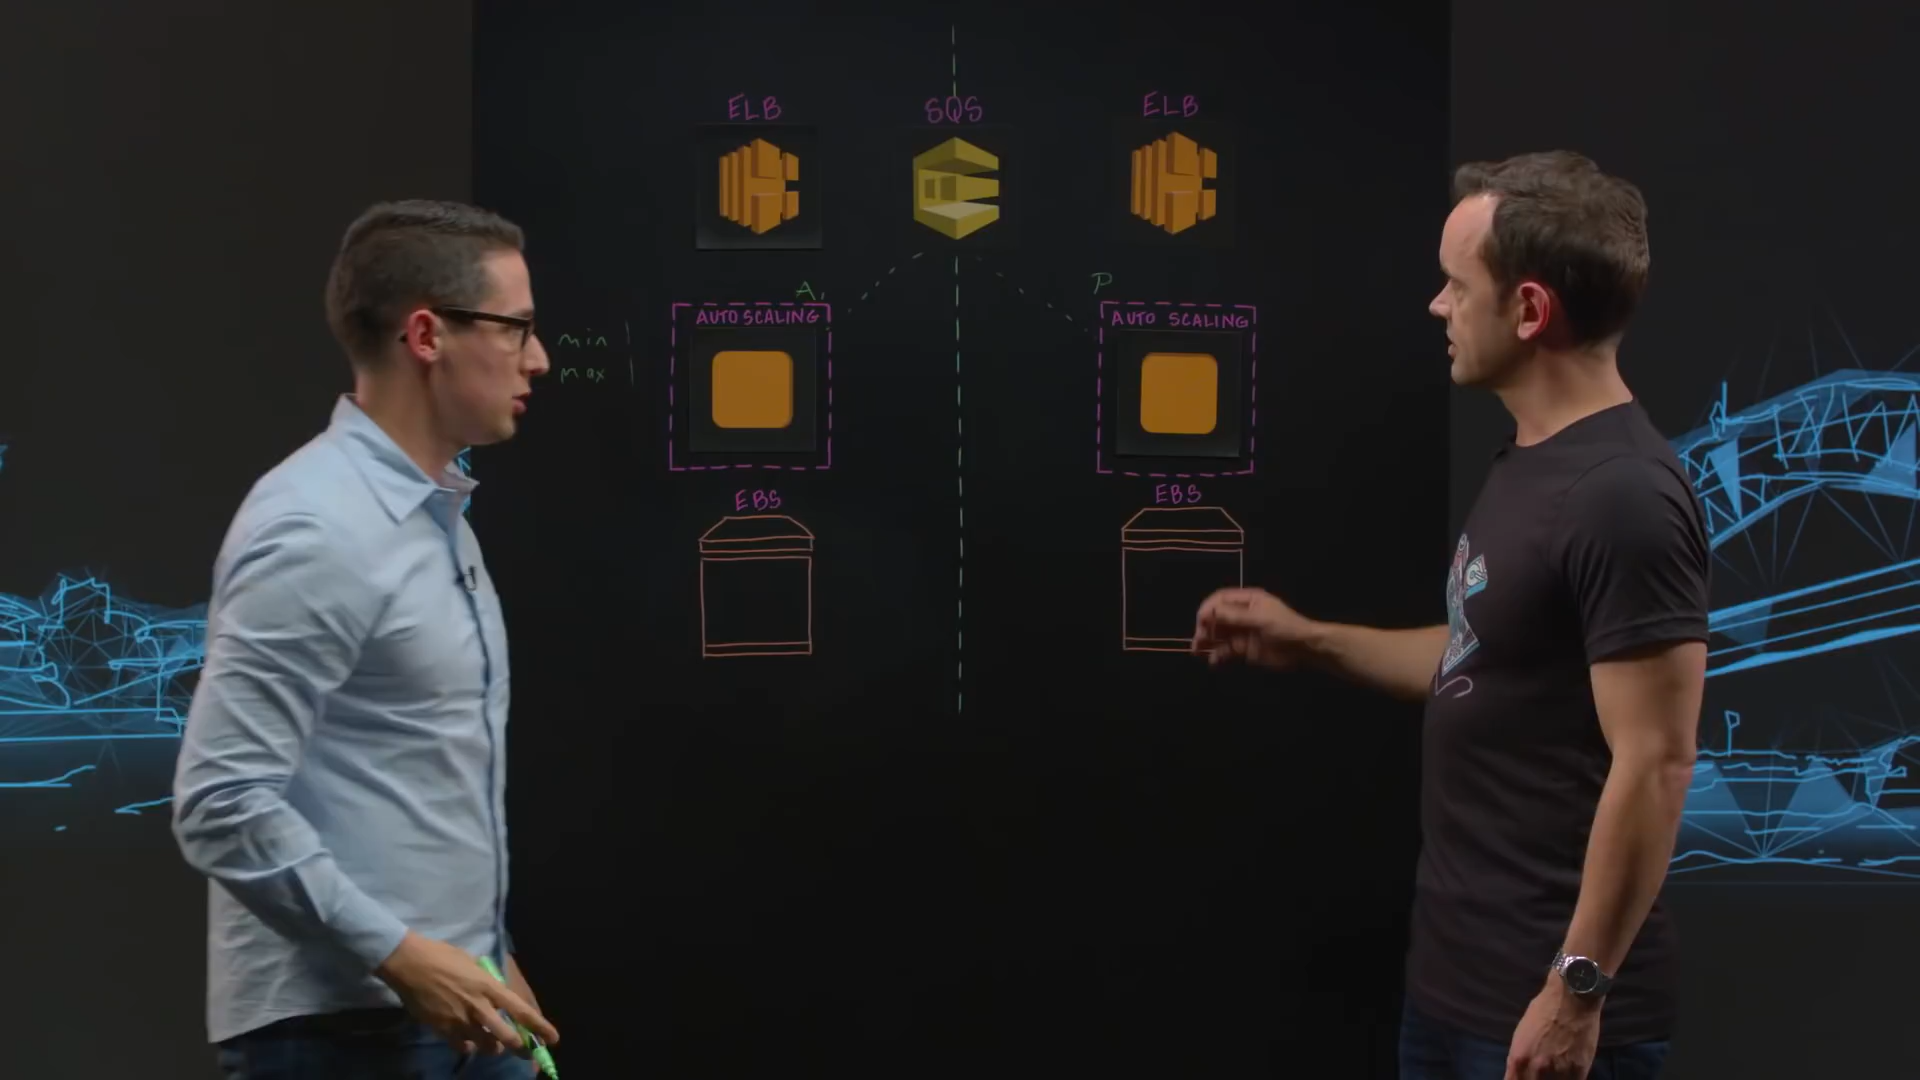 ELB
SQS
ELB
A,
P
AUTO SCALING
AUTO SCALING
min
max
EBS
EBS